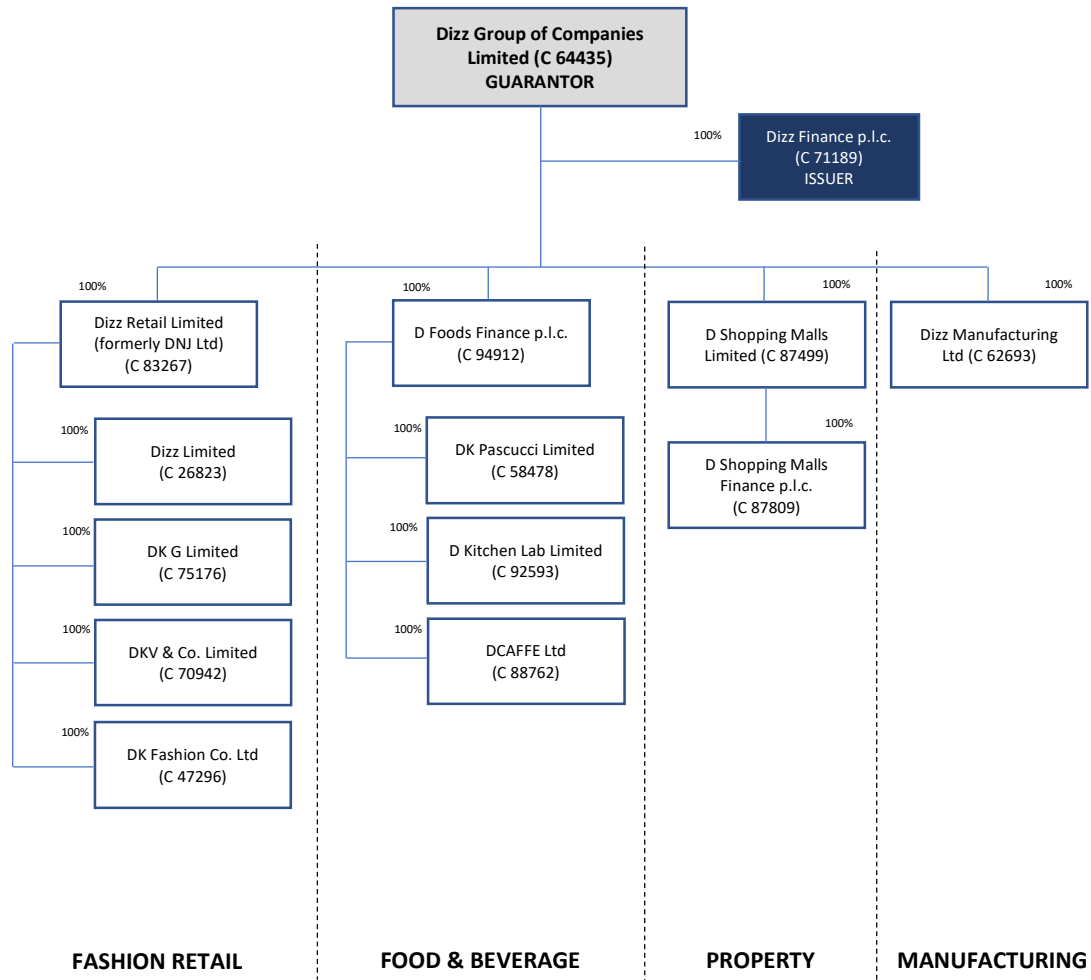 Dizz Group of Companies
Limited (C 64435)
GUARANTOR
100%
Dizz Finance p.l.c.
(C 71189)
ISSUER
100%
Dizz Retail Limited
(formerly DNJ Ltd)
(C 83267)
100%
Dizz Limited
(C 26823)
100%
DK G Limited
(C 75176)
100%
DKV & Co. Limited
(C 70942)
100%
DK Fashion Co. Ltd
(C 47296)
FASHION RETAIL
100%
D Foods Finance p.l.c.
(C 94912)
100%
DK Pascucci Limited
(C 58478)
100%
D Kitchen Lab Limited
(C 92593)
100%
DCAFFE Ltd
(C 88762)
FOOD & BEVERAGE
100%
D Shopping Malls
Limited (C 87499)
100%
D Shopping Malls
Finance p.l.c.
(C 87809)
PROPERTY
100%
Dizz Manufacturing
Ltd (C 62693)
MANUFACTURING